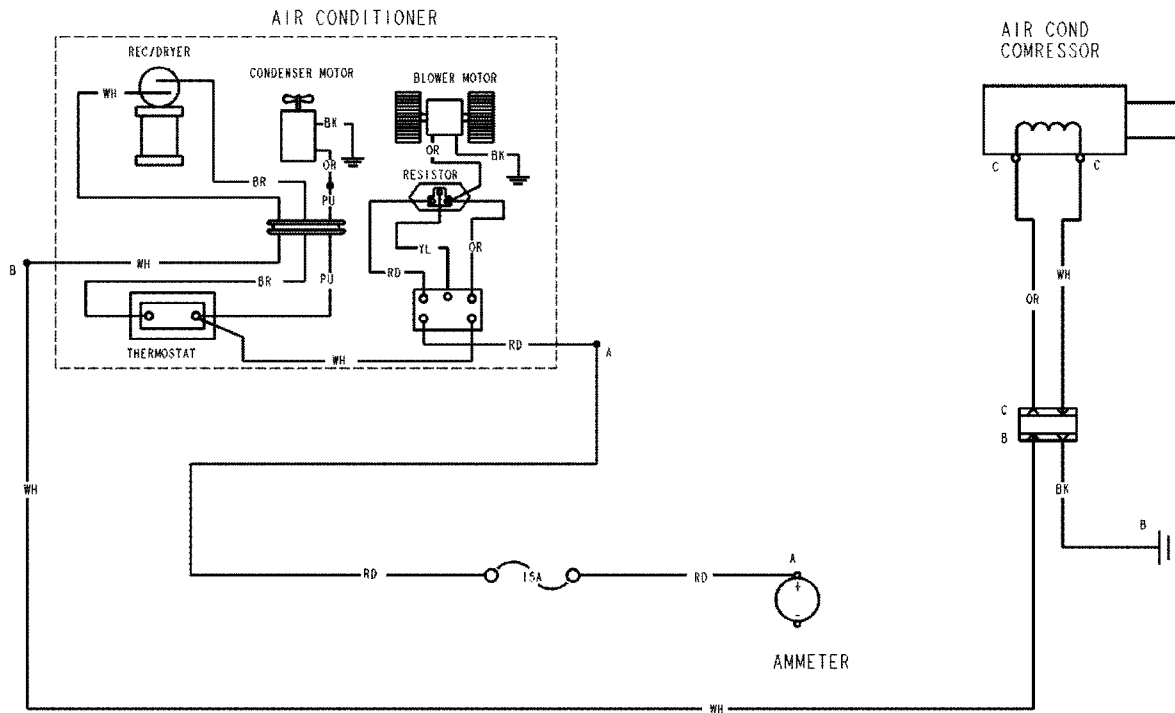 AIR CONDITIONER
AIR COND
COMRESSOR
REC/DRYER
CONDENSER MOTOR
BLOWER MOTOR
WH
BK
OR
OR
BK
RESISTOR
BR
PU
C
C
B
WH
YL
OR
BR
PU
RD
WH
OR
THERMOSTAT
WH
RD
A
C
B
WH
BK
B
RD
15A
RD
A
+
-
AMMETER
WH